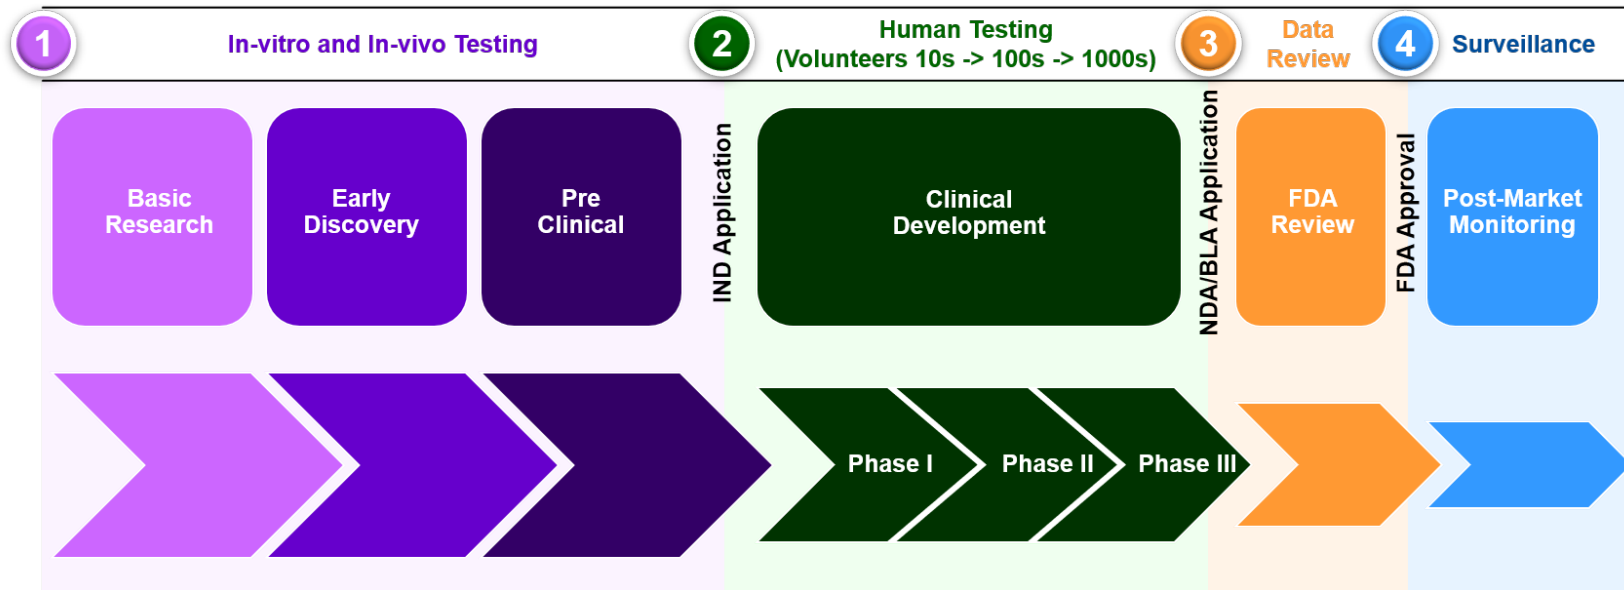 1
In-vitro and In-vivo Testing
2
Human Testing
(Volunteers 10s -> 100s -> 1000s)
3
Data
Review
4
Surveillance
Basic
Research
Early
Discovery
Pre
Clinical
IND Application
Clinical
Development
NDA/BLA Application
FDA
Review
FDA Approval
Post-Market
Monitoring
Phase I
Phase II
Phase III